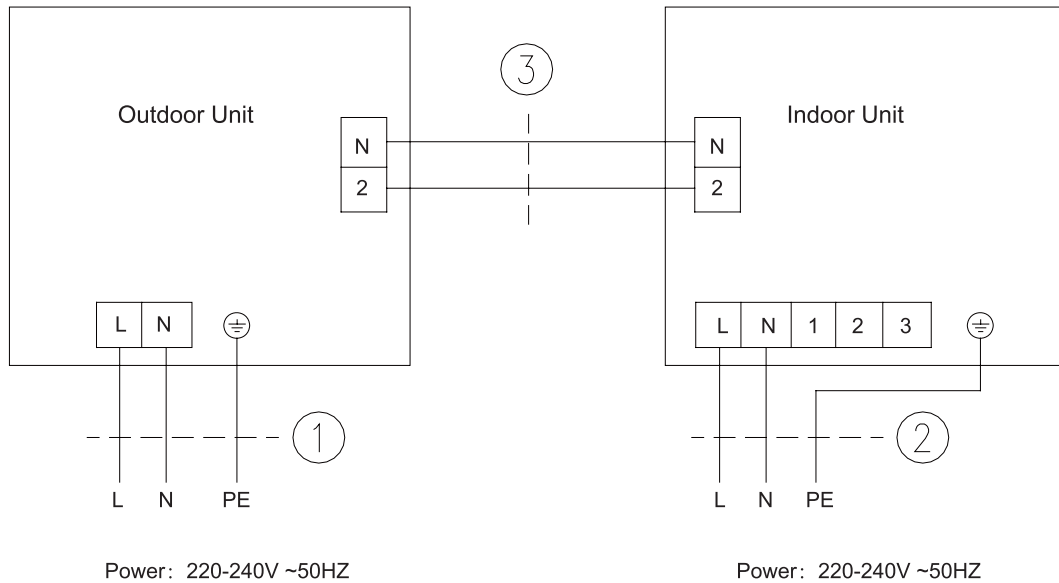 3
Outdoor Unit
Indoor Unit
N
N
2
2
L N
L N 1 2 3
1
2
L N PE
L N PE
Power: 220-240V ~50HZ
Power: 220-240V ~50HZ